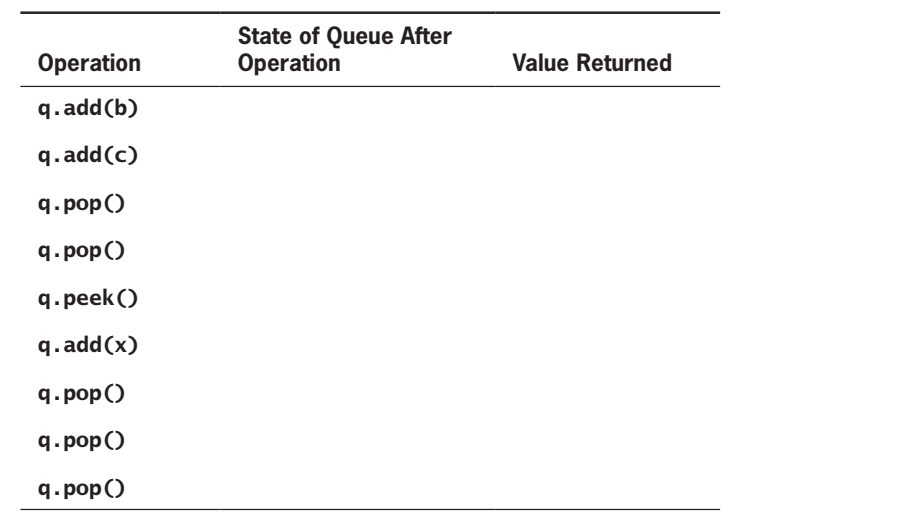 Operation State of Queue After Operation Value Returned
q.add(b)
q.add(c)
q.pop()
q.pop()
q.peek()
q.add(x)
q.pop()
q.pop()
q.pop()